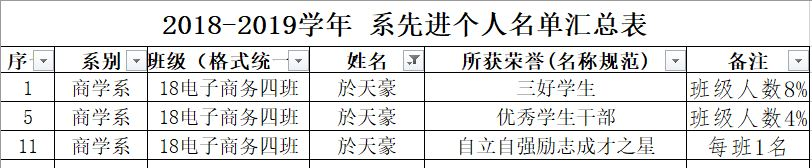 2018-2019学年 系先进个人名单汇总表
序 系别 班级（格式统一 姓名 所获荣誉(名称规范) 备注
1 商学系 18电子商务四班 於天豪 三好学生 班级人数8%
5 商学系 18电子商务四班 於天豪 优秀学生干部 班级人数4%
11 商学系 18电子商务四班 於天豪 自立自强励志成才之星 每班1名